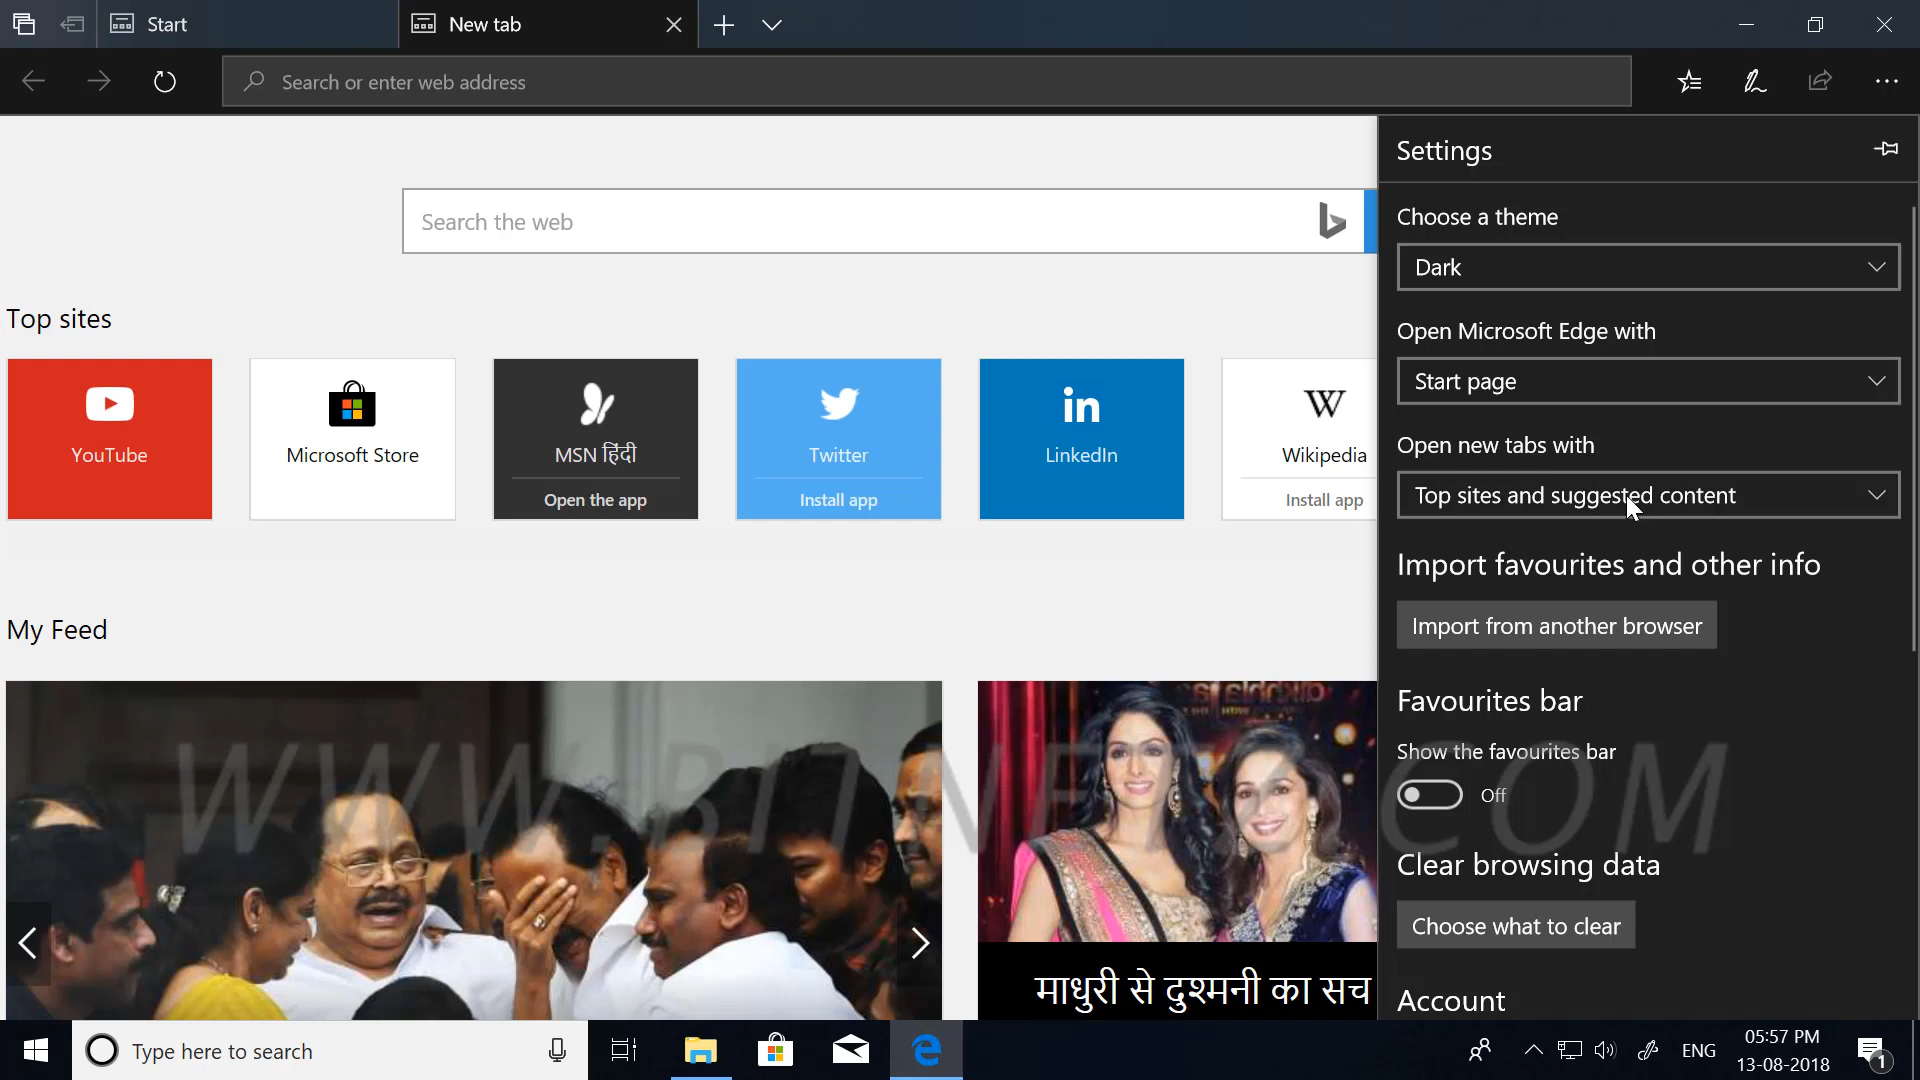 Start
New tab
Search or enter web address
Settings
Choose a theme
Dark
Open Microsoft Edge with
Start page
Open new tabs with
Top sites and suggested content
Import favourites and other info
Import from another browser
Favourites bar
Show the favourites bar
Off
Clear browsing data
Choose what to clear
Account
Search the web
Top sites
YouTube
Microsoft Store
MSN हिंदी
Open the app
Twitter
Install app
in
LinkedIn
W
Wikipedia
Install app
My Feed
माधुरी से दुश्मनी का सच
Type here to search
ENG
05:57 PM
13-08-2018
1